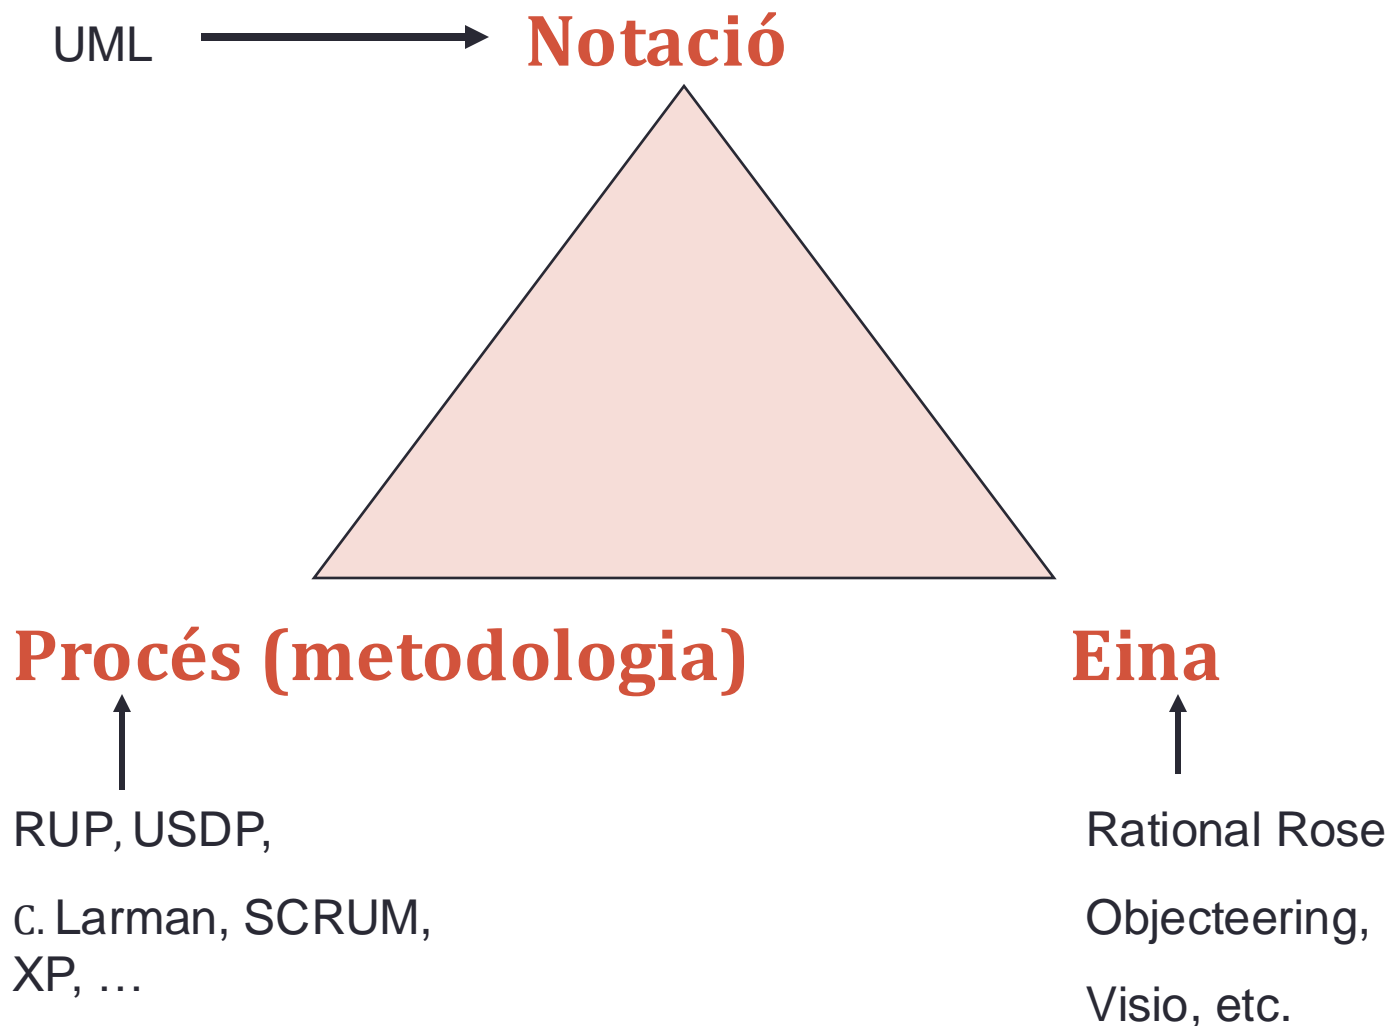 UML
Notació
Procés (metodologia)
Eina
RUP, USDP,
C. Larman, SCRUM,
XP, …
Rational Rose
Objecteering,
Visio, etc.